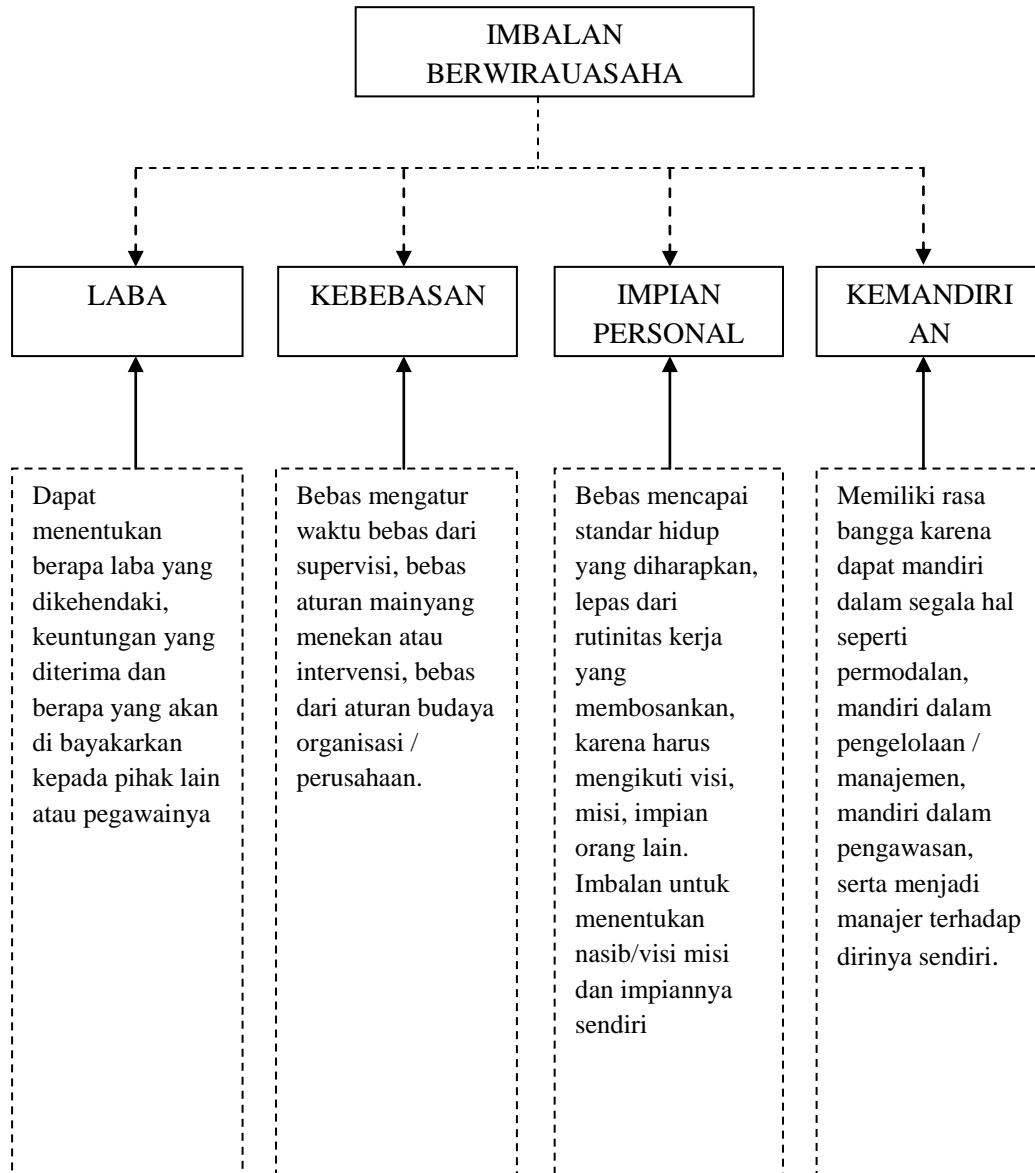 IMBALAN
BERWIRAUASAHA
LABA
KEBEBASAN
IMPIAN
PERSONAL
KEMANDIRI
AN
Dapat
menentukan
berapa laba yang
dikehendaki,
keuntungan yang
diterima dan
berapa yang akan
di bayakarkan
kepada pihak lain
atau pegawainya
Bebas mengatur
waktu bebas dari
supervisi, bebas
aturan mainyang
menekan atau
intervensi, bebas
dari aturan budaya
organisasi /
perusahaan.
Bebas mencapai
standar hidup
yang diharapkan,
lepas dari
rutinitas kerja
yang
membosankan,
karena harus
mengikuti visi,
misi, impian
orang lain.
Imbalan untuk
menentukan
nasib/visi misi
dan impiannya
sendiri
Memiliki rasa
bangga karena
dapat mandiri
dalam segala hal
seperti
permodalan,
mandiri dalam
pengelolaan /
manajemen,
mandiri dalam
pengawasan,
serta menjadi
manajer terhadap
dirinya sendiri.